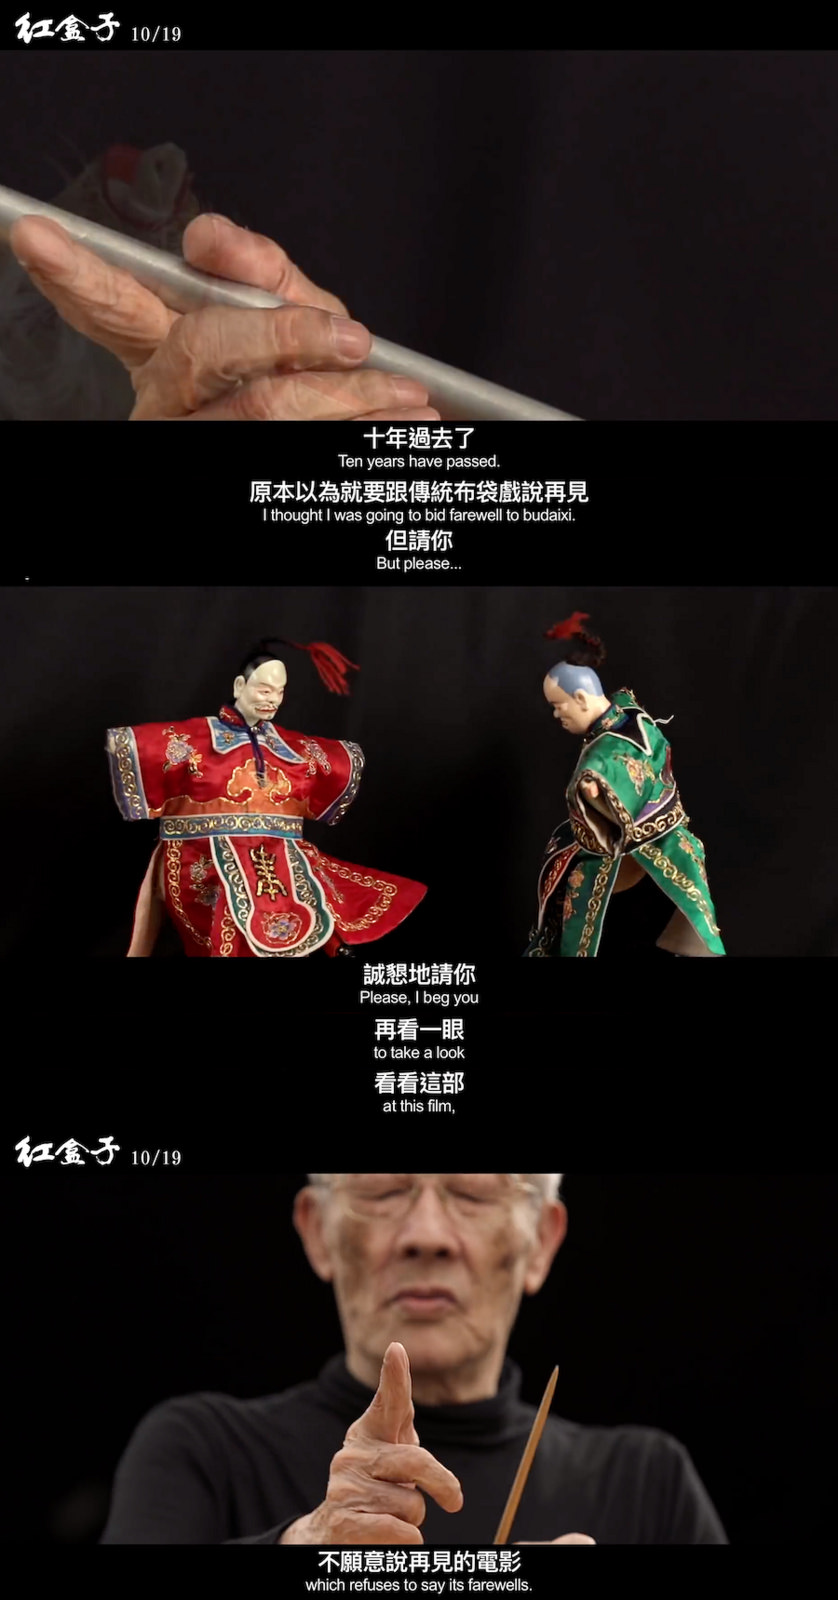 红盒子 10/19
十年過去了
Ten years have passed.
原本以為就要跟傳統布袋戲說再見
I thought I was going to bid farewell to budaixi.
但請你
But please...
誠懇地請你
Please, I beg you
再看一眼
to take a look
看看這部
at this film,
红盒子 10/19
不願意說再見的電影
which refuses to say its farewells.